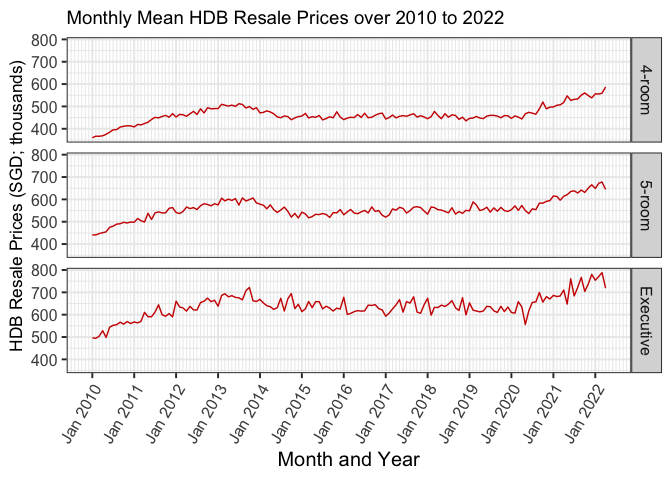 Monthly Mean HDB Resale Prices over 2010 to 2022
HDB Resale Prices (SGD; thousands)
800
700
600
500
400
4-room
800
700
600
500
400
5-room
800
700
600
500
400
Executive
Jan 2010
Jan 2011
Jan 2012
Jan 2013
Jan 2014
Jan 2015
Jan 2016
Jan 2017
Jan 2018
Jan 2019
Jan 2020
Jan 2021
Jan 2022
Month and Year